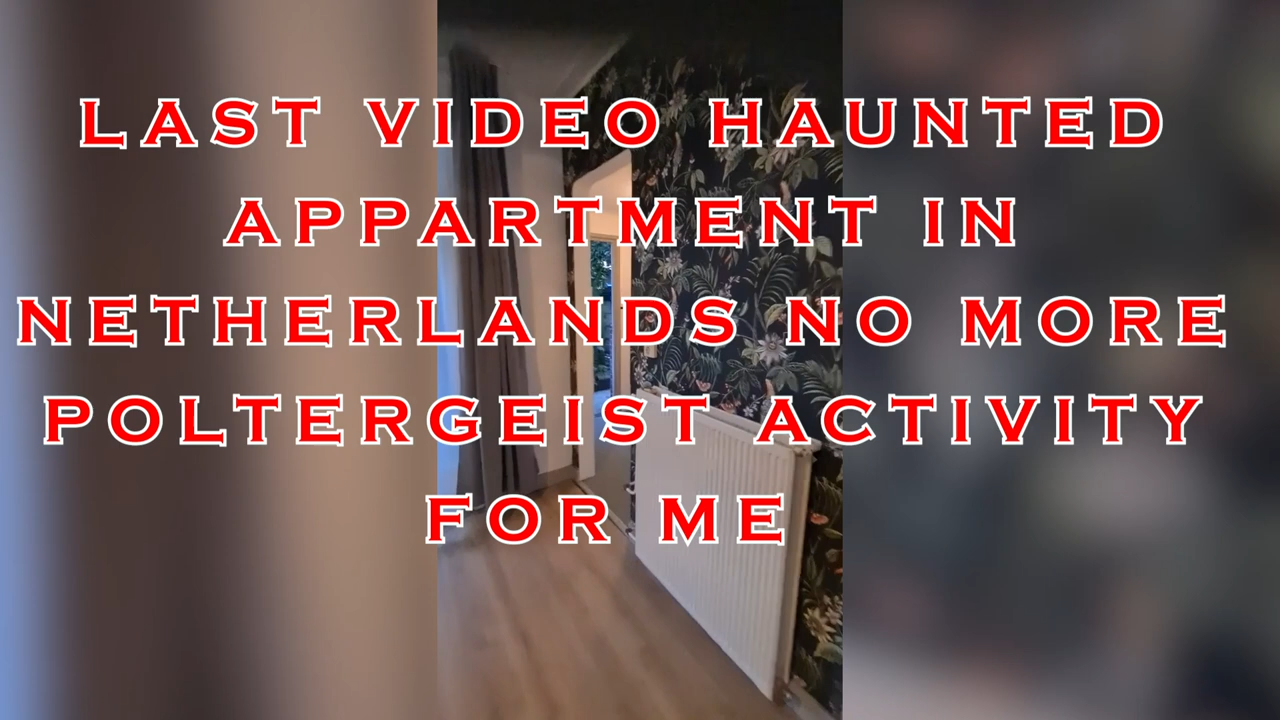 LAST VIDEO HAUNTED
APPARTMENT IN
NETHERLANDS NO MORE
POLTERGEIST ACTIVITY
FOR ME